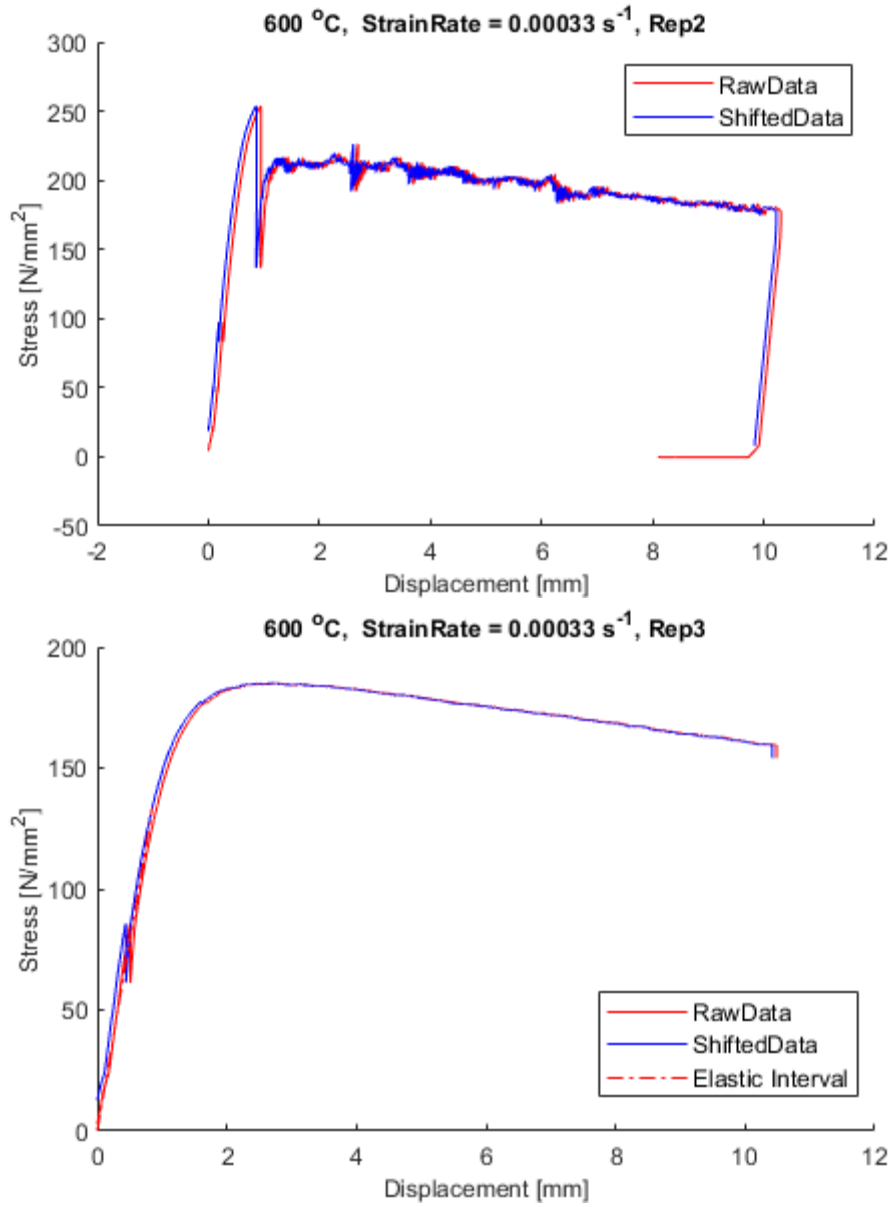 600 °C, StrainRate = 0.00033 s⁻¹, Rep2
300
250
200
150
100
50
0
-50
Stress [N/mm²]
RawData
ShiftedData
-2 0 2 4 6 8 10 12
Displacement [mm]
600 °C, StrainRate = 0.00033 s⁻¹, Rep3
200
150
100
50
0
Stress [N/mm²]
RawData
ShiftedData
Elastic Interval
0 2 4 6 8 10 12
Displacement [mm]